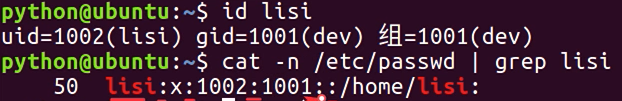 python@ubuntu:~$ id lisi
uid=1002(lisi) gid=1001(dev) 组=1001(dev)
python@ubuntu:~$ cat -n /etc/passwd | grep lisi
50 lisi:x:1002:1001::/home/lisi: